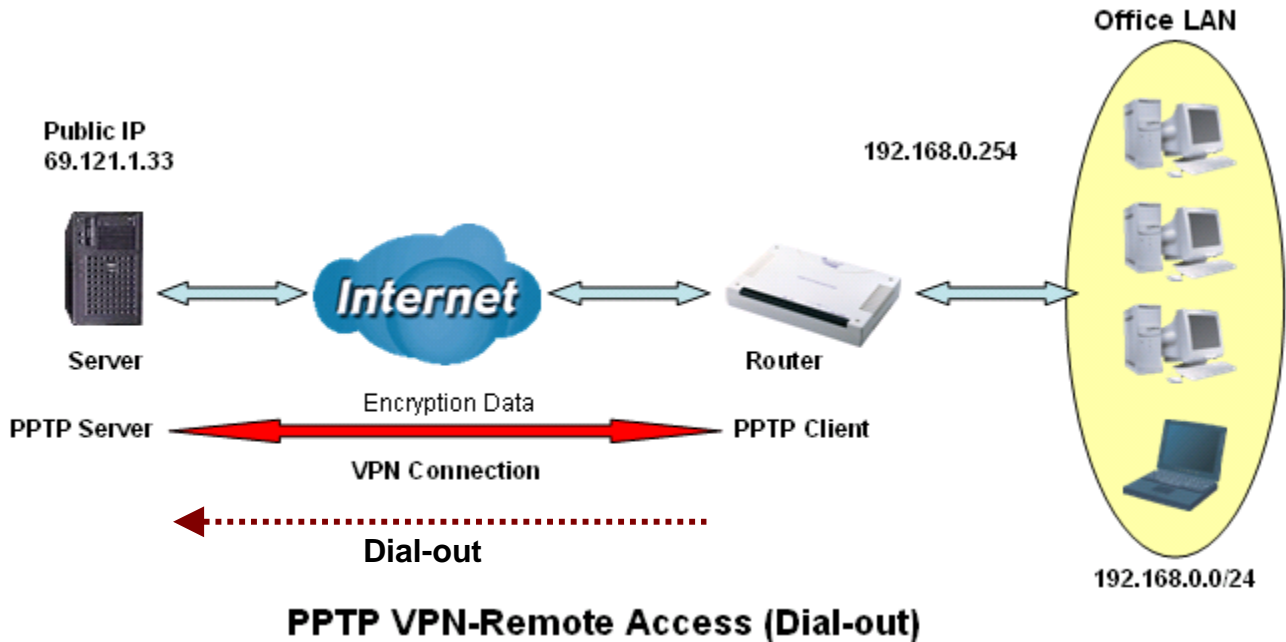 Office LAN
Public IP
69.121.1.33
192.168.0.254
Internet
Server
Router
Encryption Data
PPTP Server
PPTP Client
VPN Connection
Dial-out
192.168.0.0/24
PPTP VPN-Remote Access (Dial-out)